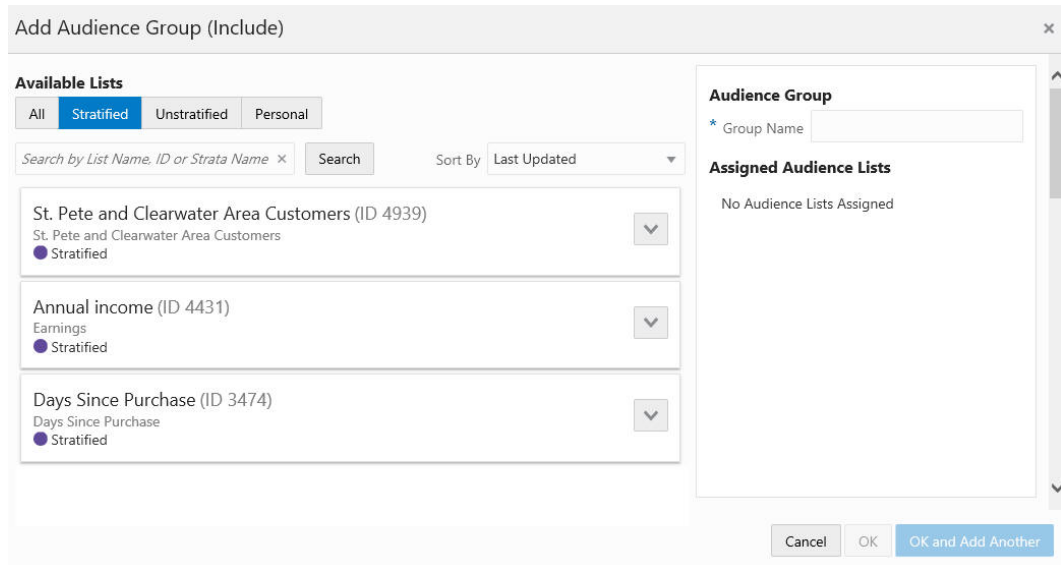 Add Audience Group (Include)
×
Available Lists
All Stratified Unstratified Personal
Search by List Name, ID or Strata Name × Search Sort By Last Updated
St. Pete and Clearwater Area Customers (ID 4939)
St. Pete and Clearwater Area Customers
Stratified
Annual income (ID 4431)
Earnings
Stratified
Days Since Purchase (ID 3474)
Days Since Purchase
Stratified
Audience Group
* Group Name
Assigned Audience Lists
No Audience Lists Assigned
Cancel OK OK and Add Another